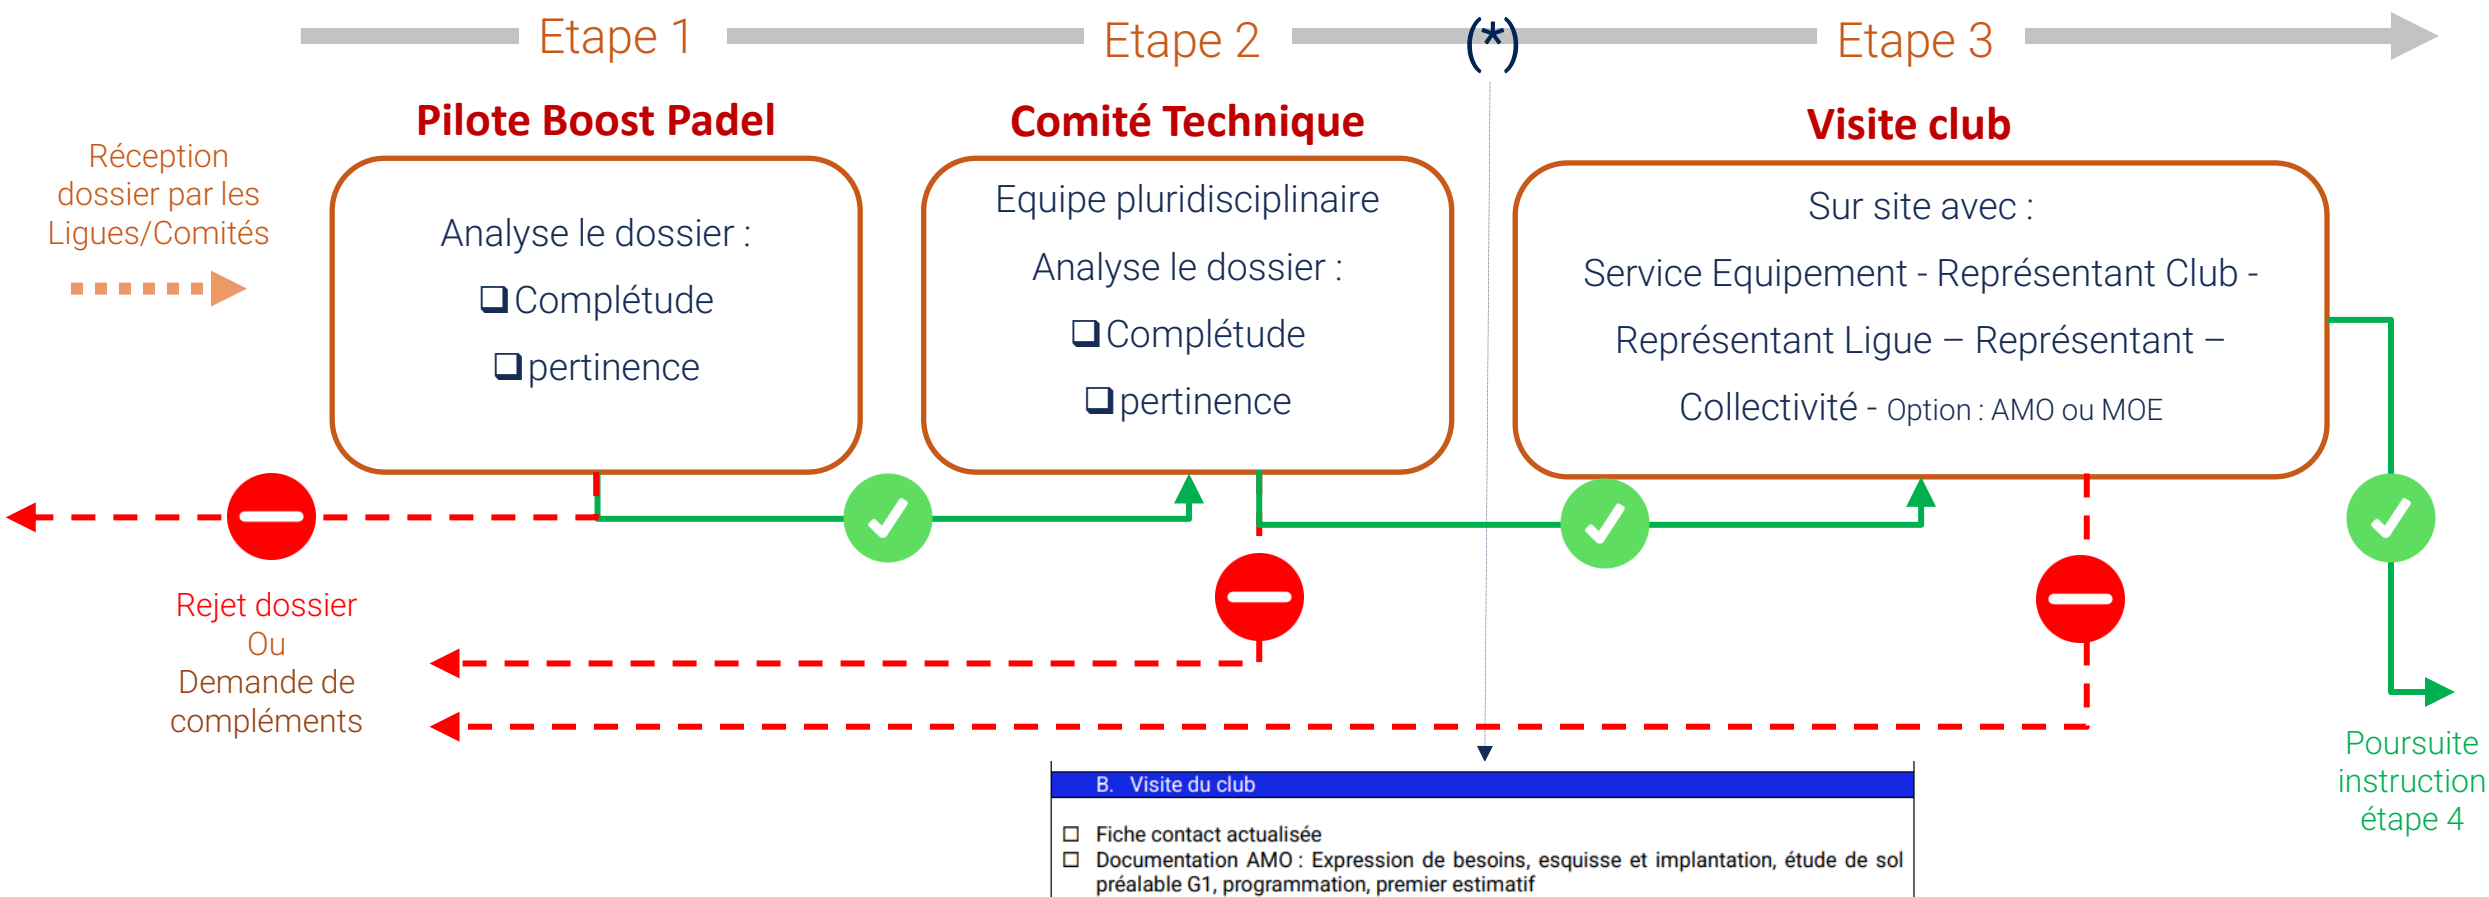 Etape 1
Etape 2
(*)
Etape 3
Réception
dossier par les
Ligues/Comités
Pilote Boost Padel
Analyse le dossier :
❑Complétude
❑pertinence
Comité Technique
Equipe pluridisciplinaire
Analyse le dossier :
❑Complétude
❑pertinence
Visite club
Sur site avec :
Service Equipement - Représentant Club -
Représentant Ligue – Représentant –
Collectivité - Option : AMO ou MOE
Rejet dossier
Ou
Demande de
compléments
Poursuite
instruction
étape 4
B. Visite du club
☐ Fiche contact actualisée
☐ Documentation AMO : Expression de besoins, esquisse et implantation, étude de sol
préalable G1, programmation, premier estimatif